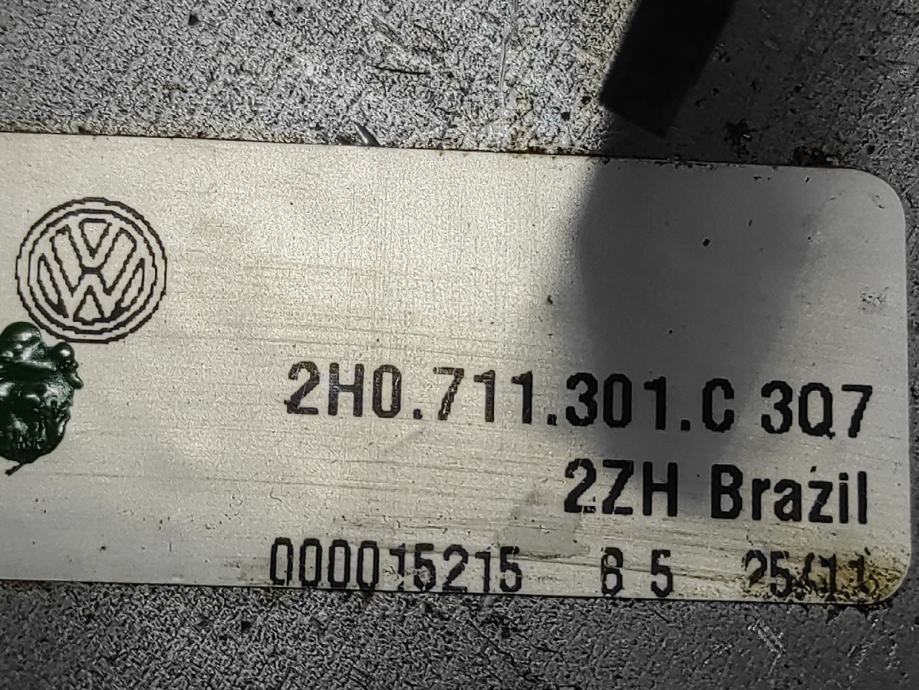 2H0.711.301.C 3Q7
2ZH Brazil
000015215 6 5 25/11